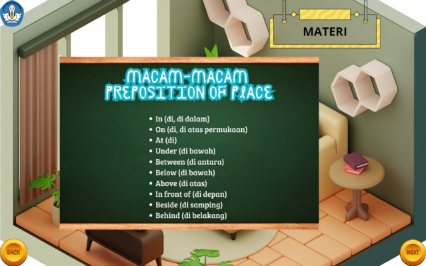 MATERI
MACAM-MACAM
PREPOSITION OF PLACE
• In (di, di dalam)
• On (di, di atas permukaan)
• At (di)
• Under (di bawah)
• Between (di antara)
• Below (di bawah)
• Above (di atas)
• In front of (di depan)
• Beside (di samping)
• Behind (di belakang)
BACK
NEXT